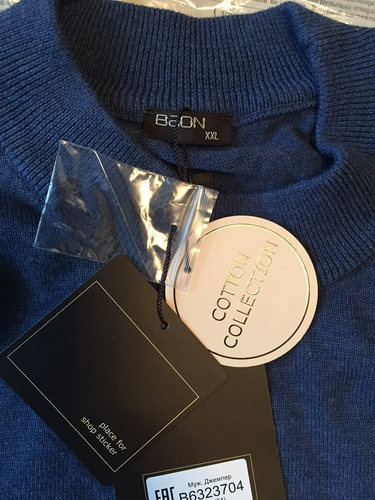 BAON
XXL
COTTON
COLLECTION
place for
shop sticker
Муж. Джемпер
EAC B6323704